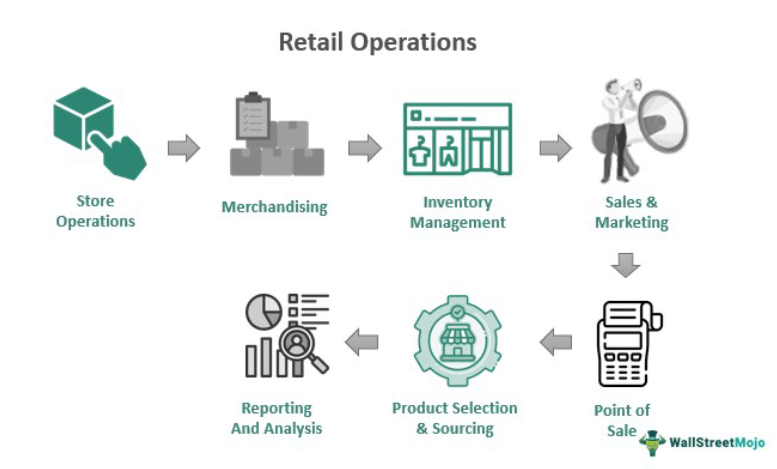 Retail Operations
Store
Operations
Merchandising
Inventory
Management
Sales &
Marketing
Reporting
And Analysis
Product Selection
& Sourcing
Point of
Sale
WallStreetMojo